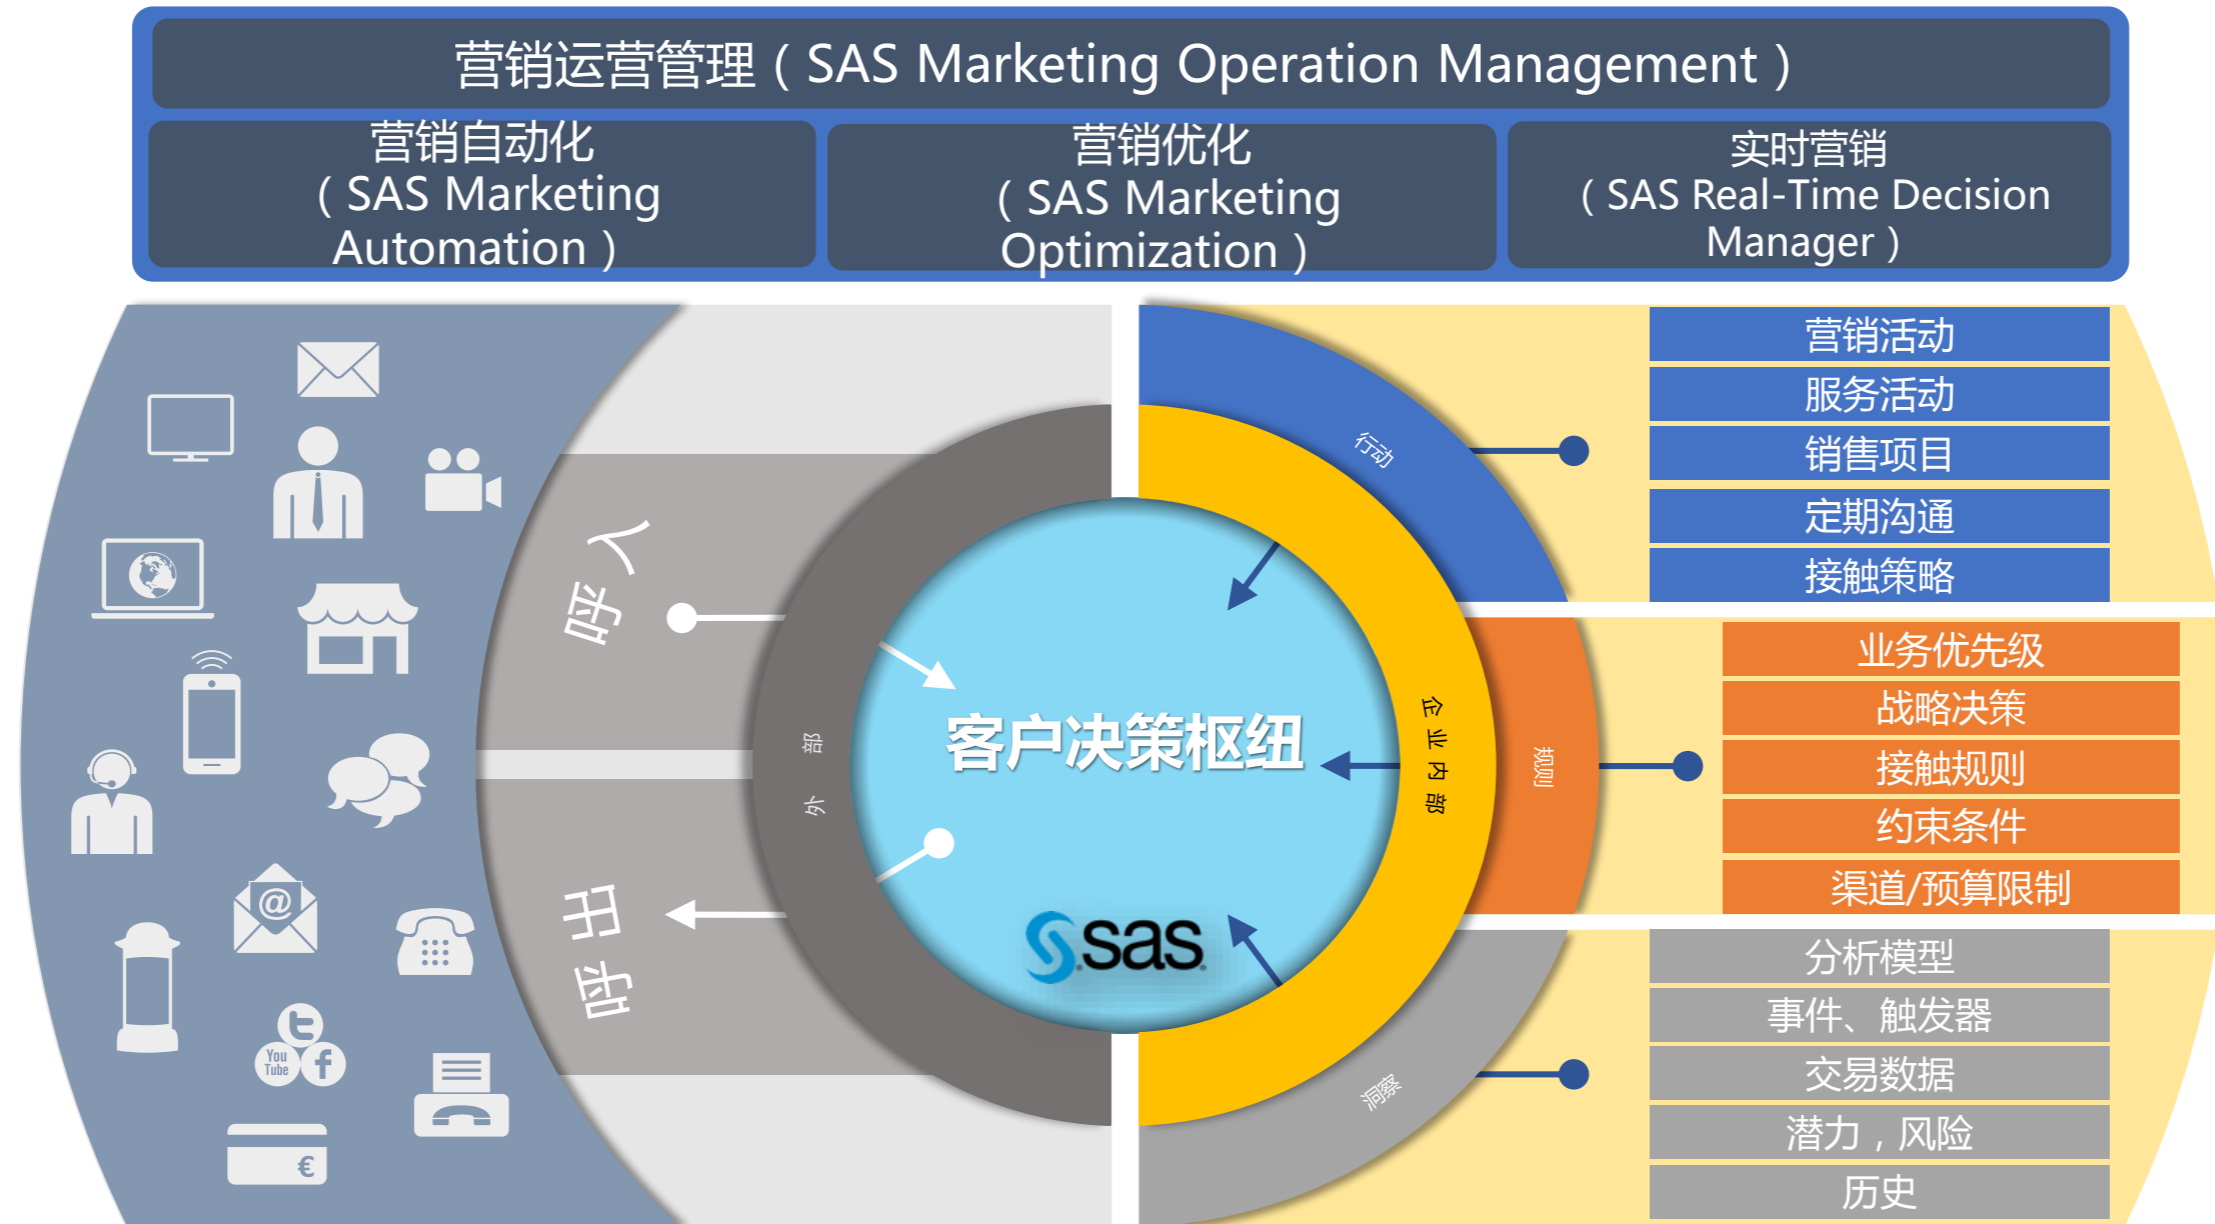 营销运营管理（SAS Marketing Operation Management）
营销自动化
（SAS Marketing
Automation）
营销优化
（SAS Marketing
Optimization）
实时营销
（SAS Real-Time Decision
Manager）
呼入
呼出
外部
客户决策枢纽
sas
企业内部
行动
营销活动
服务活动
销售项目
定期沟通
接触策略
规则
业务优先级
战略决策
接触规则
约束条件
渠道/预算限制
洞察
分析模型
事件、触发器
交易数据
潜力，风险
历史
@
You
Tube
€